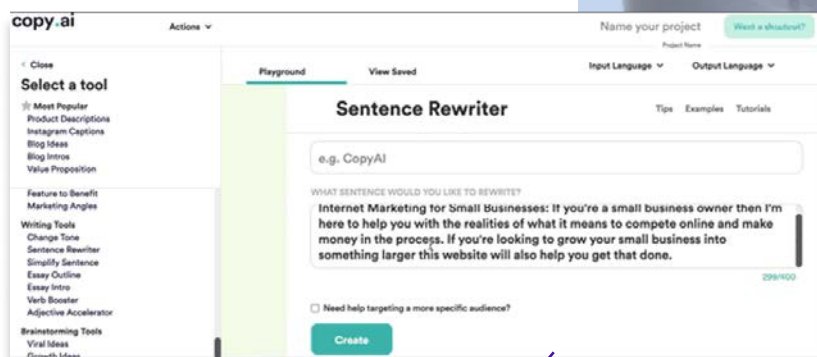 copy.ai
Actions
Name your project
Want a shoutout?
Project Name
Close
Select a tool
Most Popular
Product Descriptions
Instagram Captions
Blog Ideas
Blog Intros
Value Proposition
Feature to Benefit
Marketing Angles
Writing Tools
Change Tone
Sentence Rewriter
Simplify Sentence
Essay Outline
Essay Intro
Verb Booster
Adjective Accelerator
Brainstorming Tools
Viral Ideas
Growth Ideas
Playground
View Saved
Input Language
Output Language
Sentence Rewriter
Tips
Examples
Tutorials
e.g. CopyAI
WHAT SENTENCE WOULD YOU LIKE TO REWRITE?
Internet Marketing for Small Businesses: If you're a small business owner then I'm
here to help you with the realities of what it means to compete online and make
money in the process. If you're looking to grow your small business into
something larger this website will also help you get that done.
299/400
Need help targeting a more specific audience?
Create